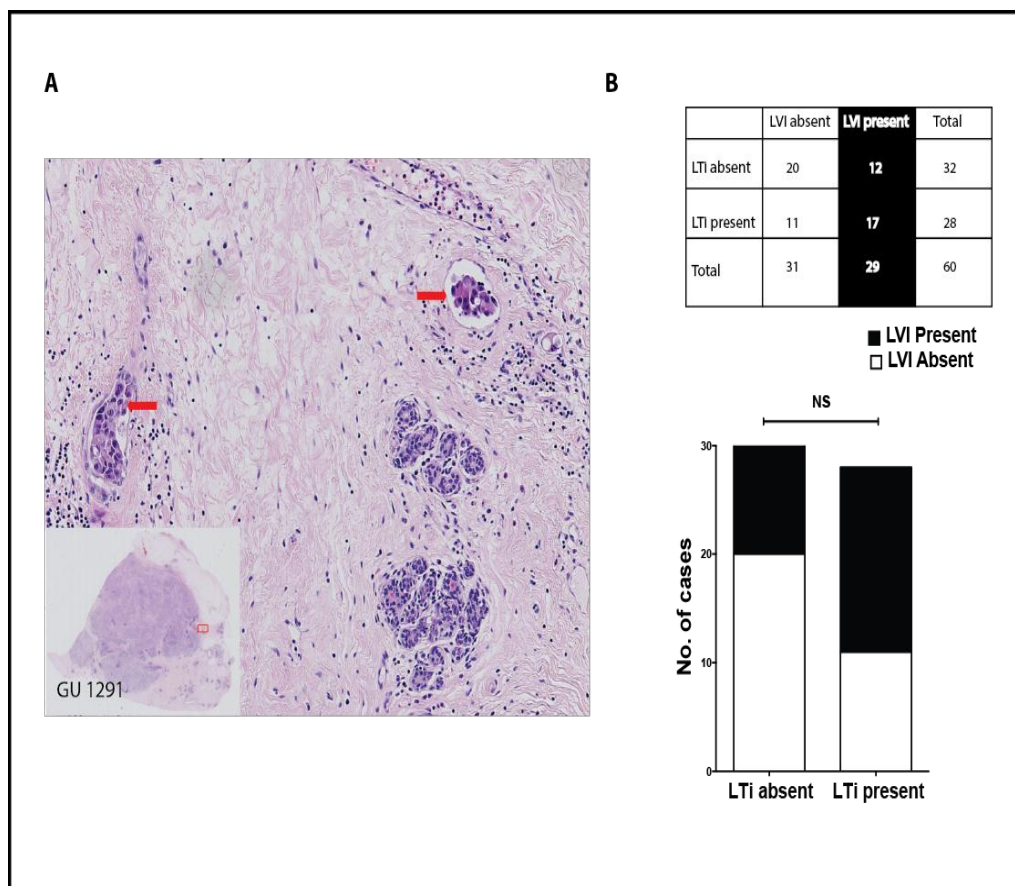 A
GU 1291
B
LVI absent LVI present Total
LTI absent 20 12 32
LTI present 11 17 28
Total 31 29 60
LVI Present
LVI Absent
NS
30
20
10
0
No. of cases
LTi absent LTi present